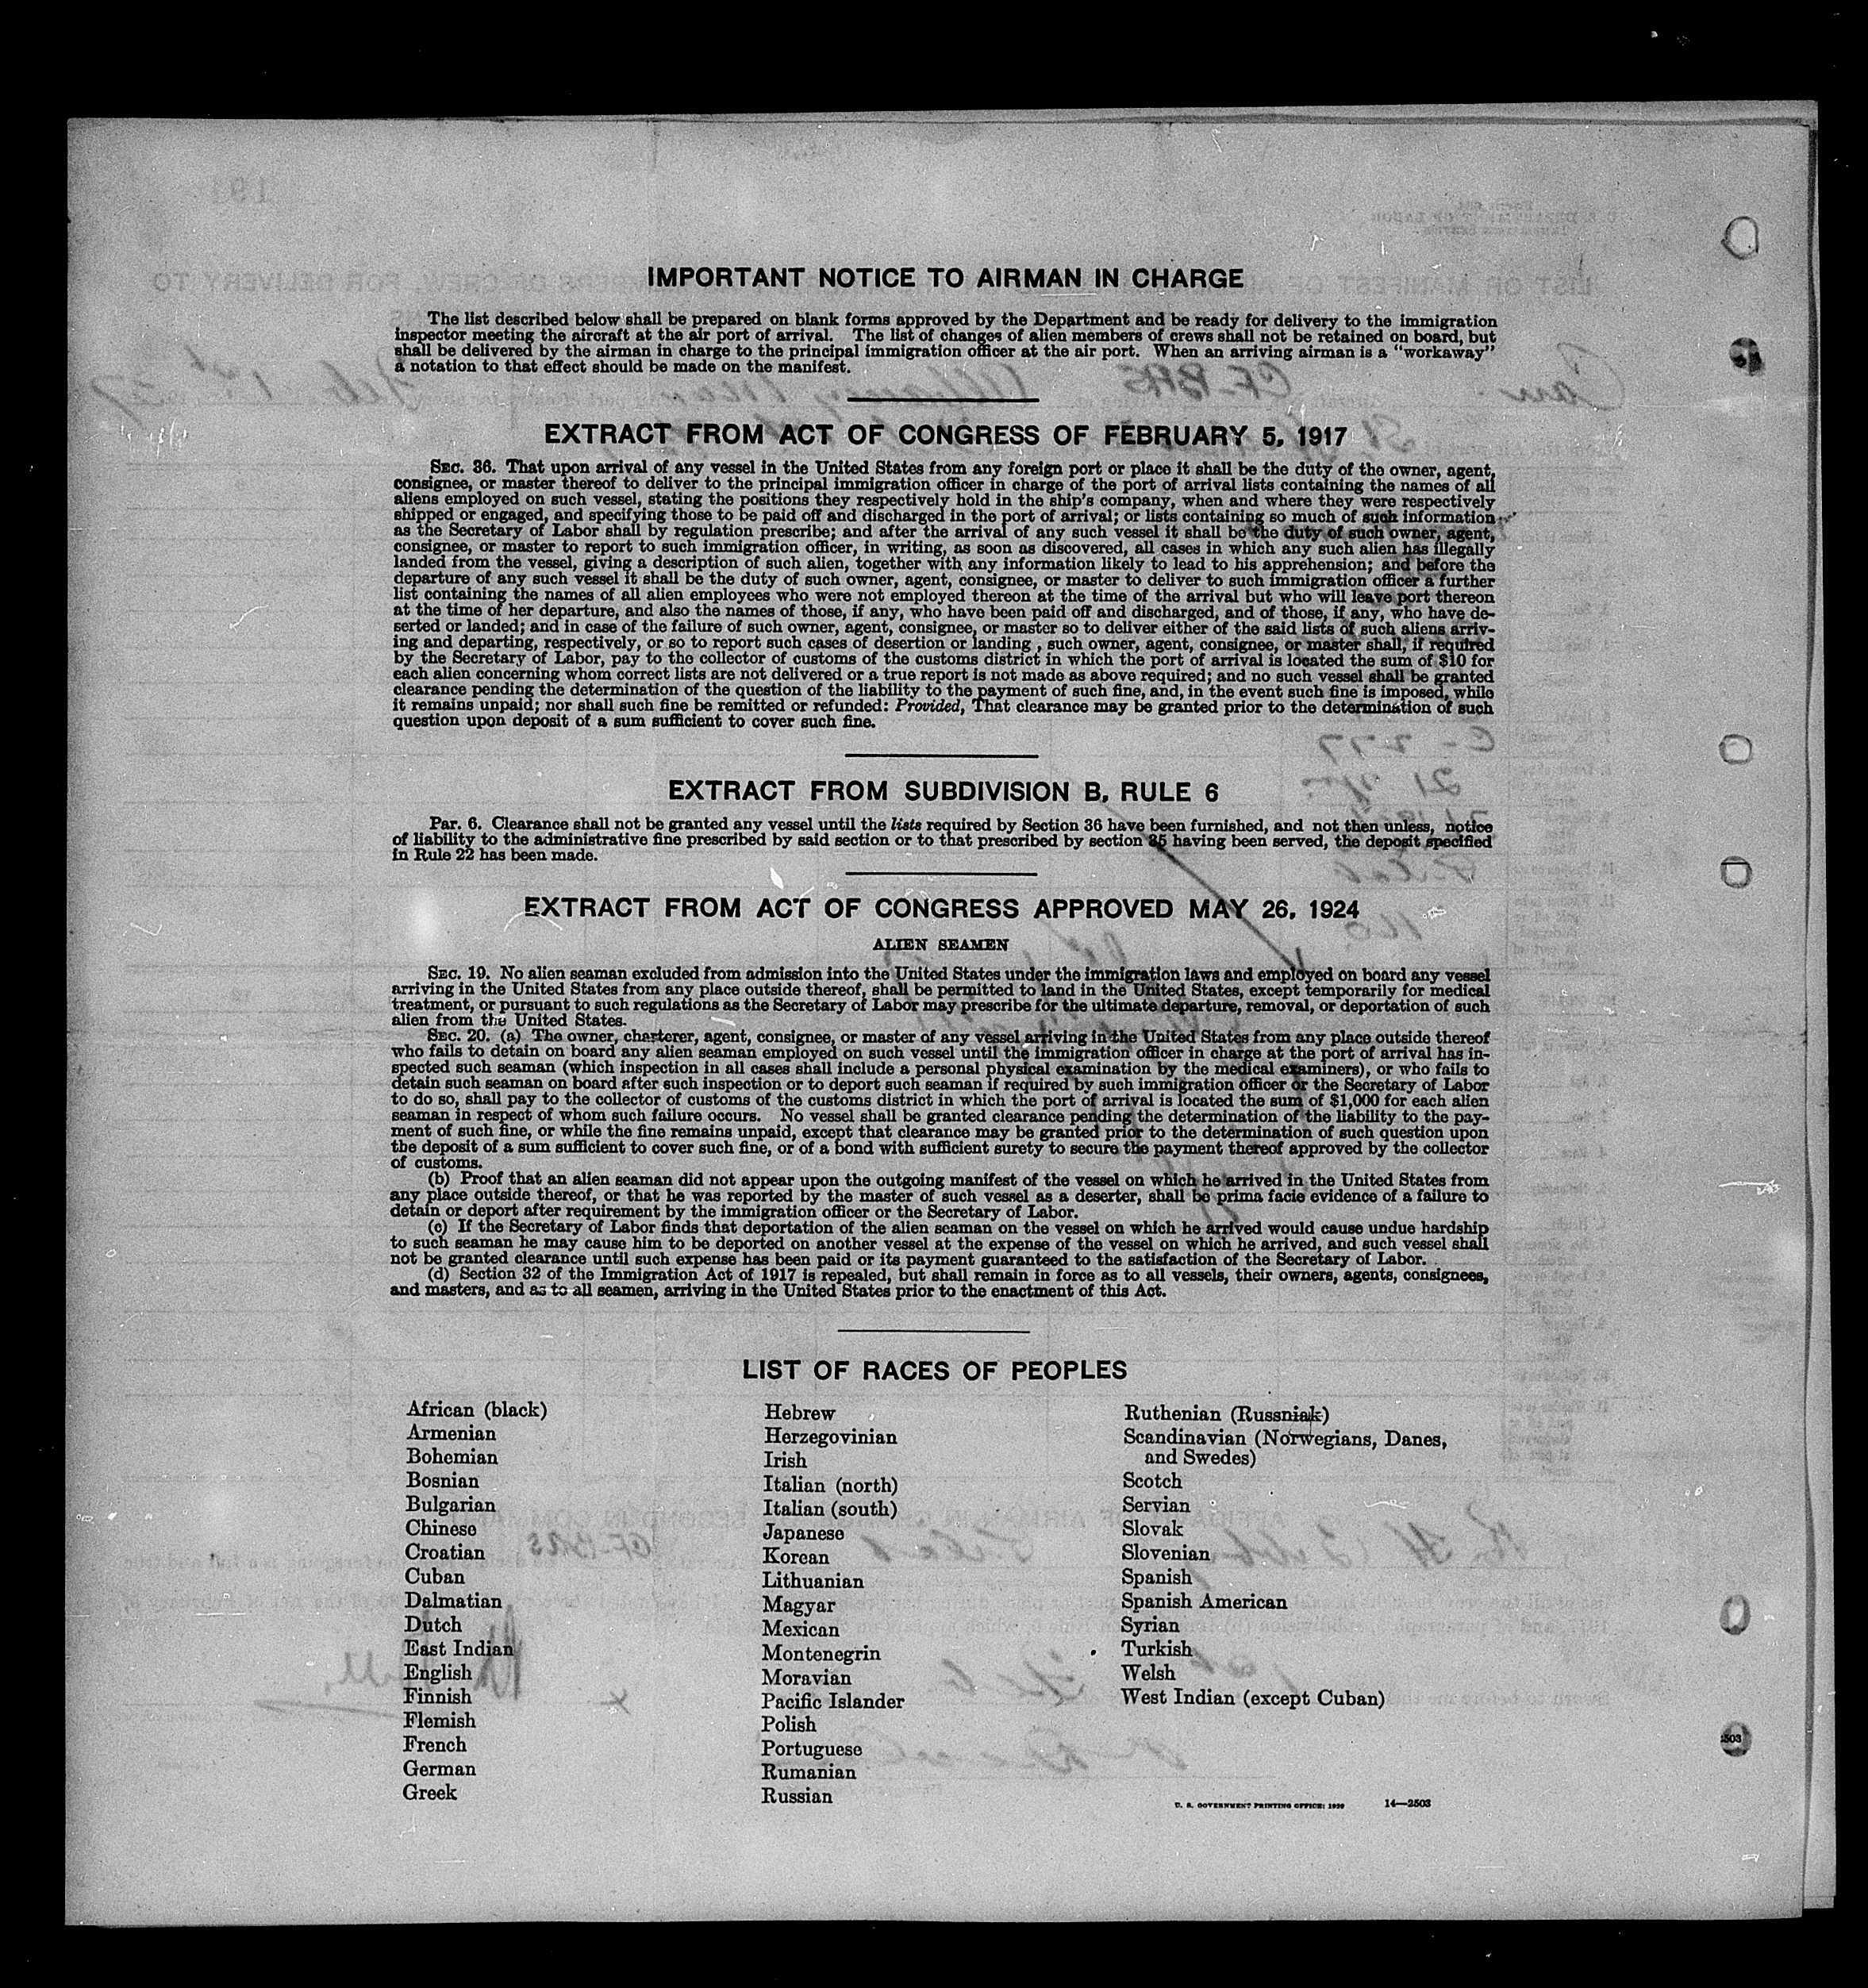 IMPORTANT NOTICE TO AIRMAN IN CHARGE
The list described below shall be prepared on blank forms approved by the Department and be ready for delivery to the immigration
inspector meeting the aircraft at the air port of arrival. The list of changes of alien members of crews shall not be retained on board, but
shall be delivered by the airman in charge to the principal immigration officer at the air port. When an arriving airman is a "workaway"
a notation to that effect should be made on the manifest.
EXTRACT FROM ACT OF CONGRESS OF FEBRUARY 5, 1917
SEC. 36. That upon arrival of any vessel in the United States from any foreign port or place it shall be the duty of the owner, agent,
consignee, or master thereof to deliver to the principal immigration officer in charge of the port of arrival lists containing the names of all
aliens employed on such vessel, stating the positions they respectively hold in the ship's company, when and where they were respectively
shipped or engaged, and specifying those to be paid off and discharged in the port of arrival; or lists containing so much of such information
as the Secretary of Labor shall by regulation prescribe; and after the arrival of any such vessel it shall be the duty of such owner, agent,
consignee, or master to report to such immigration officer, in writing, as soon as discovered, all cases in which any such alien has illegally
landed from the vessel, giving a description of such alien, together with any information likely to lead to his apprehension; and before the
departure of any such vessel it shall be the duty of such owner, agent, consignee, or master to deliver to such immigration officer a further
list containing the names of all alien employees who were not employed thereon at the time of the arrival but who will leave port thereon
at the time of her departure, and also the names of those, if any, who have been paid off and discharged, and of those, if any, who have de-
serted or landed; and in case of the failure of such owner, agent, consignee, or master so to deliver either of the said lists of such aliens arriv-
ing and departing, respectively, or so to report such cases of desertion or landing , such owner, agent, consignee, or master shall, if required
by the Secretary of Labor, pay to the collector of customs of the customs district in which the port of arrival is located the sum of $10 for
each alien concerning whom correct lists are not delivered or a true report is not made as above required; and no such vessel shall be granted
clearance pending the determination of the question of the liability to the payment of such fine, and, in the event such fine is imposed, while
it remains unpaid; nor shall such fine be remitted or refunded: Provided, That clearance may be granted prior to the determination of such
question upon deposit of a sum sufficient to cover such fine.
EXTRACT FROM SUBDIVISION B, RULE 6
Par. 6. Clearance shall not be granted any vessel until the lists required by Section 36 have been furnished, and not then unless, notice
of liability to the administrative fine prescribed by said section or to that prescribed by section 35 having been served, the deposit specified
in Rule 22 has been made.
EXTRACT FROM ACT OF CONGRESS APPROVED MAY 26, 1924
ALIEN SEAMEN
SEC. 19. No alien seaman excluded from admission into the United States under the immigration laws and employed on board any vessel
arriving in the United States from any place outside thereof, shall be permitted to land in the United States, except temporarily for medical
treatment, or pursuant to such regulations as the Secretary of Labor may prescribe for the ultimate departure, removal, or deportation of such
alien from the United States.
SEC. 20. (a) The owner, charterer, agent, consignee, or master of any vessel arriving in the United States from any place outside thereof
who fails to detain on board any alien seaman employed on such vessel until the immigration officer in charge at the port of arrival has in-
spected such seaman (which inspection in all cases shall include a personal physical examination by the medical examiners), or who fails to
detain such seaman on board after such inspection or to deport such seaman if required by such immigration officer or the Secretary of Labor
to do so, shall pay to the collector of customs of the customs district in which the port of arrival is located the sum of $1,000 for each alien
seaman in respect of whom such failure occurs. No vessel shall be granted clearance pending the determination of the liability to the pay-
ment of such fine, or while the fine remains unpaid, except that clearance may be granted prior to the determination of such question upon
the deposit of a sum sufficient to cover such fine, or of a bond with sufficient surety to secure the payment thereof approved by the collector
of customs.
(b) Proof that an alien seaman did not appear upon the outgoing manifest of the vessel on which he arrived in the United States from
any place outside thereof, or that he was reported by the master of such vessel as a deserter, shall be prima facie evidence of a failure to
detain or deport after requirement by the immigration officer or the Secretary of Labor.
(c) If the Secretary of Labor finds that deportation of the alien seaman on the vessel on which he arrived would cause undue hardship
to such seaman he may cause him to be deported on another vessel at the expense of the vessel on which he arrived, and such vessel shall
not be granted clearance until such expense has been paid or its payment guaranteed to the satisfaction of the Secretary of Labor.
(d) Section 32 of the Immigration Act of 1917 is repealed, but shall remain in force as to all vessels, their owners, agents, consignees,
and masters, and as to all seamen, arriving in the United States prior to the enactment of this Act.
LIST OF RACES OF PEOPLES
African (black)
Armenian
Bohemian
Bosnian
Bulgarian
Chinese
Croatian
Cuban
Dalmatian
Dutch
East Indian
English
Finnish
Flemish
French
German
Greek
Hebrew
Herzegovinian
Irish
Italian (north)
Italian (south)
Japanese
Korean
Lithuanian
Magyar
Mexican
Montenegrin
Moravian
Pacific Islander
Polish
Portuguese
Rumanian
Russian
Ruthenian (Russniak)
Scandinavian (Norwegians, Danes,
and Swedes)
Scotch
Servian
Slovak
Slovenian
Spanish
Spanish American
Syrian
Turkish
Welsh
West Indian (except Cuban)
U. S. GOVERNMENT PRINTING OFFICE: 14—2503